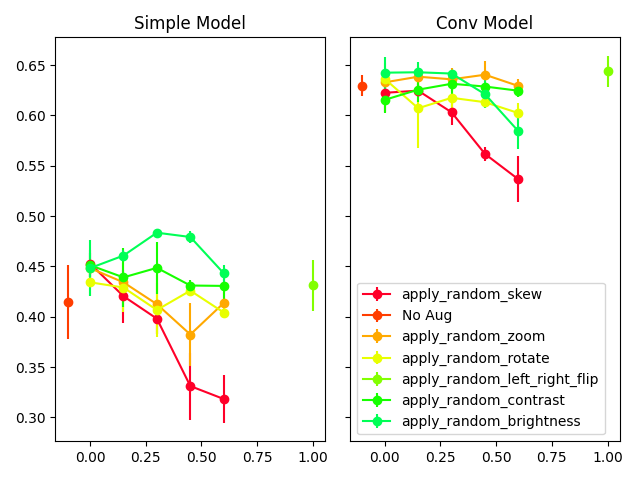 Simple Model
Conv Model
0.65
0.60
0.55
0.50
0.45
0.40
0.35
0.30
0.00 0.25 0.50 0.75 1.00
0.00 0.25 0.50 0.75 1.00
apply_random_skew
No Aug
apply_random_zoom
apply_random_rotate
apply_random_left_right_flip
apply_random_contrast
apply_random_brightness